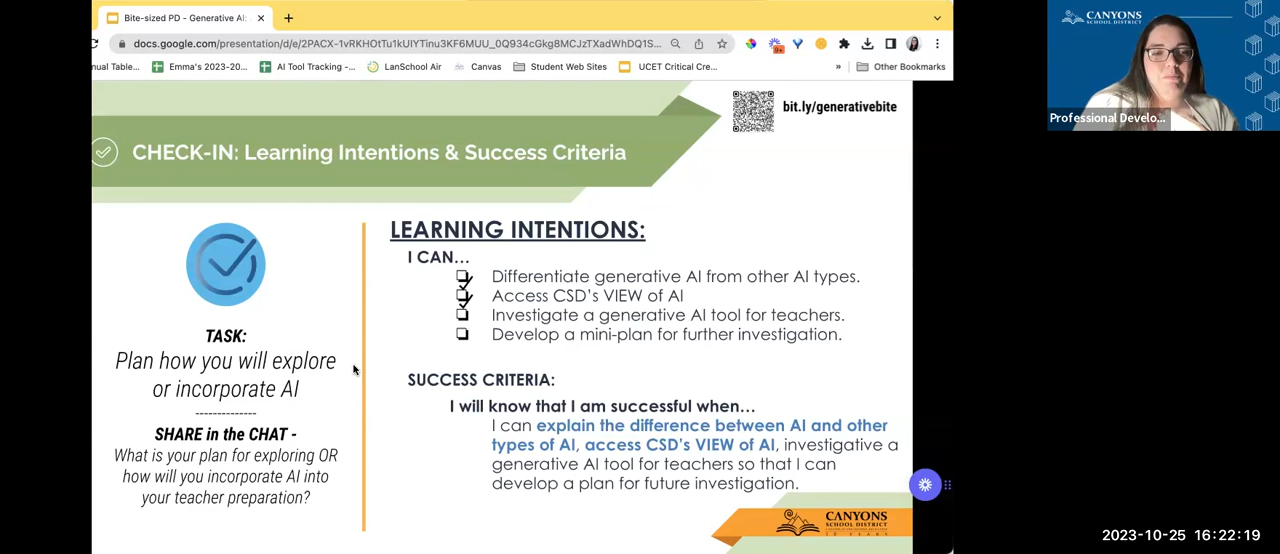 Bite-sized PD - Generative AI:
docs.google.com/presentation/d/e/2PACX-1vRKHOtTu1kUIYTinu3KF6MUU_0Q934cGkg8MCJzTXadWhDQ1S...
9+
nual Table...
Emma's 2023-20...
AI Tool Tracking -...
LanSchool Air
Canvas
Student Web Sites
UCET Critical Cre...
»
Other Bookmarks
bit.ly/generativebite
CHECK-IN: Learning Intentions & Success Criteria
TASK:
Plan how you will explore
or incorporate AI
--------------
SHARE in the CHAT -
What is your plan for exploring OR
how will you incorporate AI into
your teacher preparation?
LEARNING INTENTIONS:
I CAN...
Differentiate generative AI from other AI types.
Access CSD's VIEW of AI
Investigate a generative AI tool for teachers.
Develop a mini-plan for further investigation.
SUCCESS CRITERIA:
I will know that I am successful when...
I can explain the difference between AI and other
types of AI, access CSD's VIEW of AI, investigative a
generative AI tool for teachers so that I can
develop a plan for future investigation.
CANYONS
SCHOOL DISTRICT
CANYONS
SCHOOL DISTRICT
Professional Develo...
2023-10-25 16:22:19